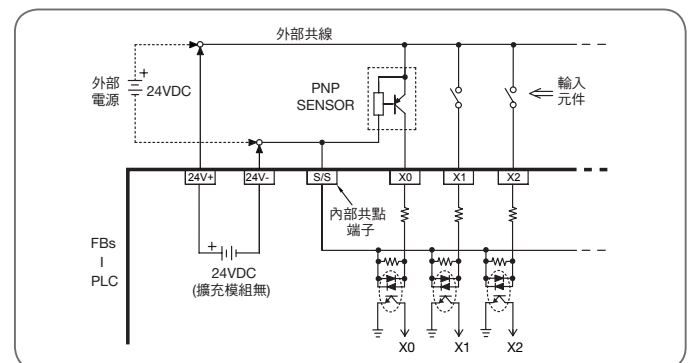 外部共線
外部
電源
+
24VDC
PNP
SENSOR
輸入
元件
24V+
24V-
S/S
X0
X1
X2
內部共點
端子
FBs
I
PLC
+
24VDC
(擴充模組無)
X0
X1
X2